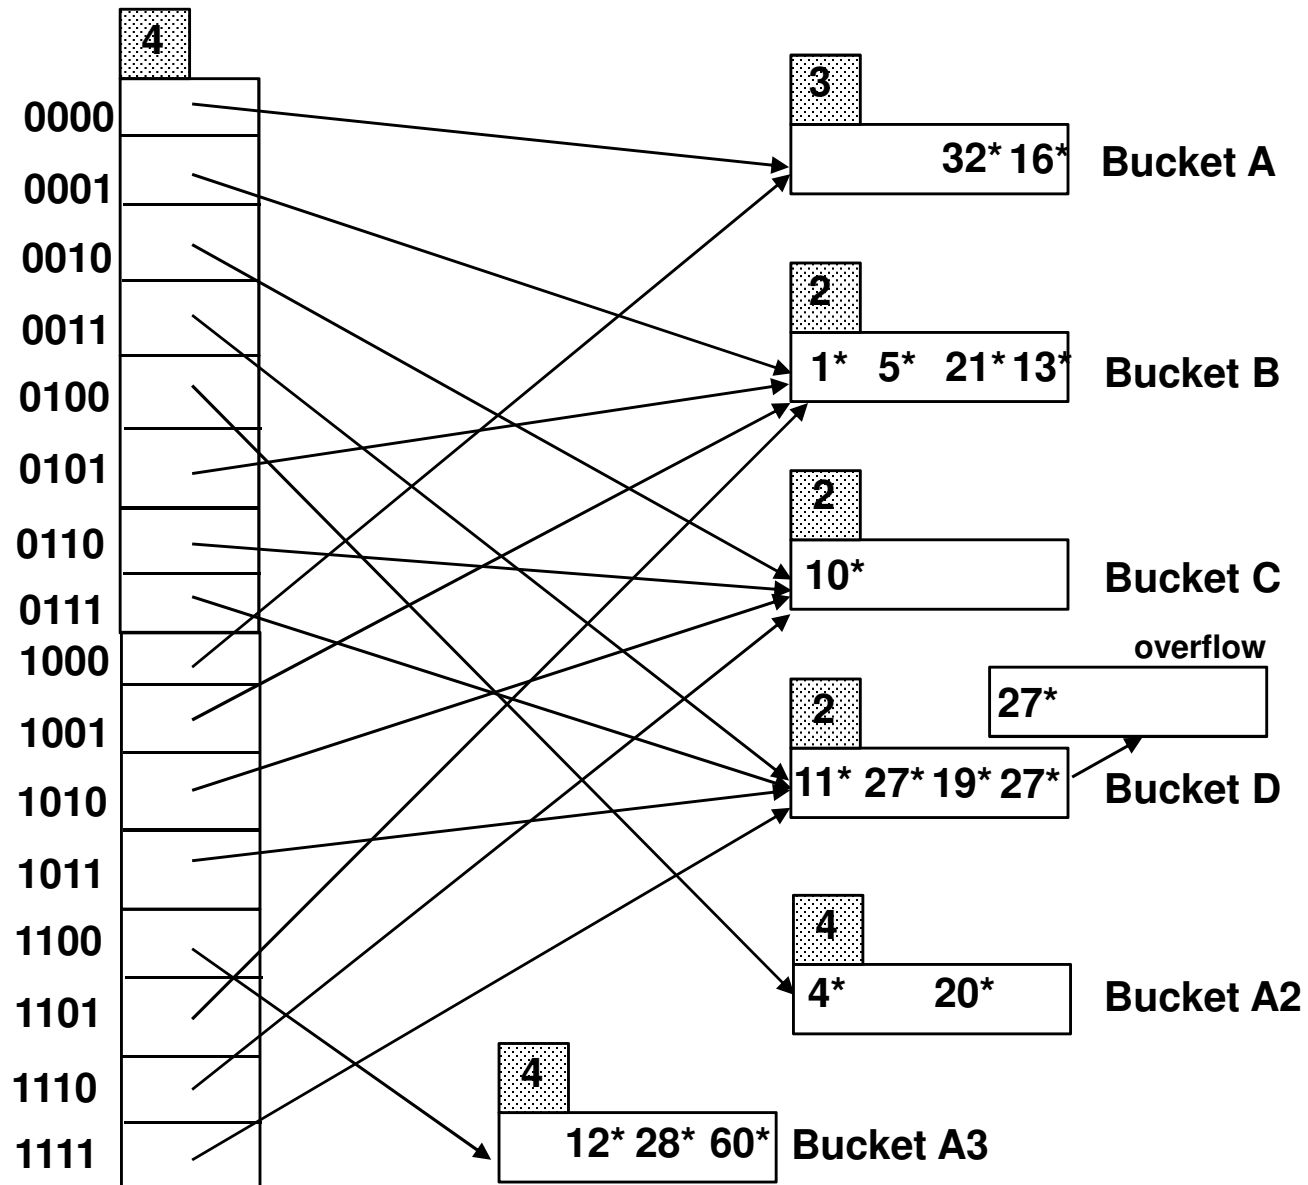 4
0000
0001
0010
0011
0100
0101
0110
0111
1000
1001
1010
1011
1100
1101
1110
1111
3
32* 16*
Bucket A
2
1* 5* 21* 13*
Bucket B
2
10*
Bucket C
overflow
27*
2
11* 27* 19* 27*
Bucket D
4
4* 20*
Bucket A2
4
12* 28* 60*
Bucket A3